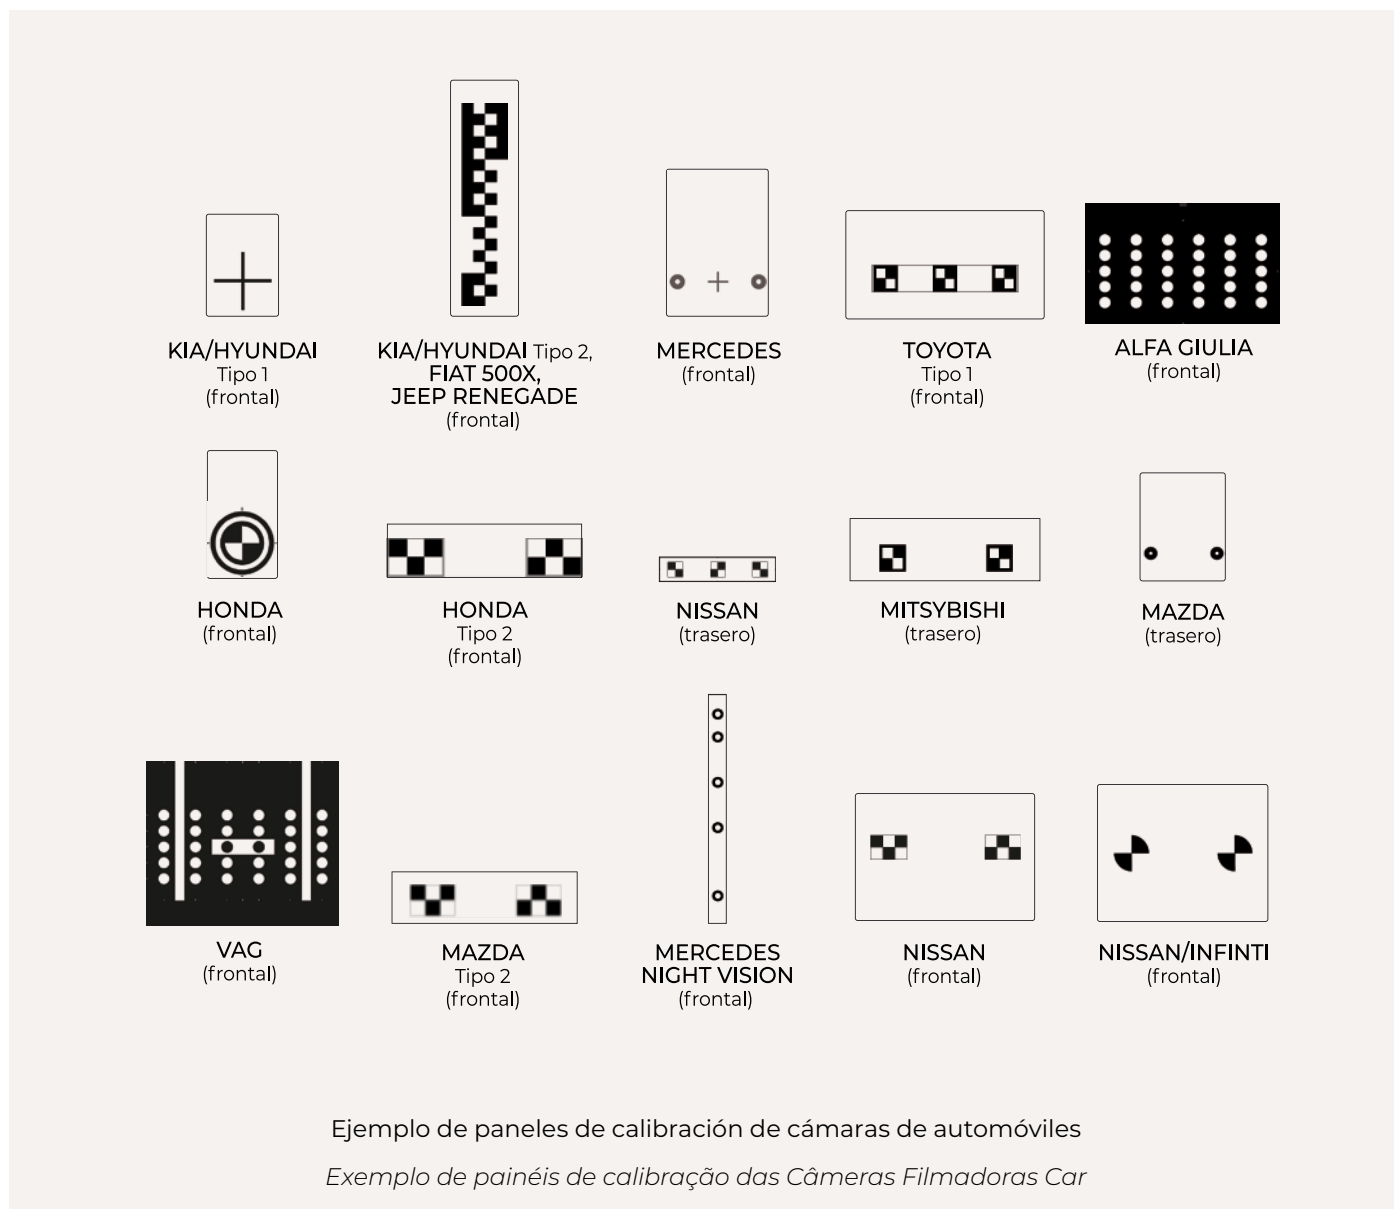 KIA/HYUNDAI
Tipo 1
(frontal)
KIA/HYUNDAI Tipo 2,
FIAT 500X,
JEEP RENEGADE
(frontal)
MERCEDES
(frontal)
TOYOTA
Tipo 1
(frontal)
ALFA GIULIA
(frontal)
HONDA
(frontal)
HONDA
Tipo 2
(frontal)
NISSAN
(trasero)
MITSYBISHI
(trasero)
MAZDA
(trasero)
VAG
(frontal)
MAZDA
Tipo 2
(frontal)
MERCEDES
NIGHT VISION
(frontal)
NISSAN
(frontal)
NISSAN/INFINTI
(frontal)
Ejemplo de paneles de calibración de cámaras de automóviles
Exemplo de painéis de calibração das Câmeras Filmadoras Car